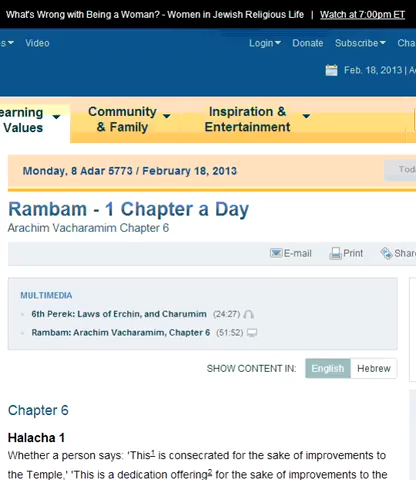 What's Wrong with Being a Woman? - Women in Jewish Religious Life | Watch at 7:00pm ET
Video Login Donate Subscribe
Feb. 18, 2013 |
earning Values Community & Family Inspiration & Entertainment
Monday, 8 Adar 5773 / February 18, 2013
Rambam - 1 Chapter a Day
Arachim Vacharamim Chapter 6
E-mail Print Share
MULTIMEDIA
6th Perek: Laws of Erchin, and Charumim (24:27)
Rambam: Arachim Vacharamim, Chapter 6 (51:52)
SHOW CONTENT IN: English Hebrew
Chapter 6
Halacha 1
Whether a person says: 'This1 is consecrated for the sake of improvements to
the Temple,' 'This is a dedication offering2 for the sake of improvements to the